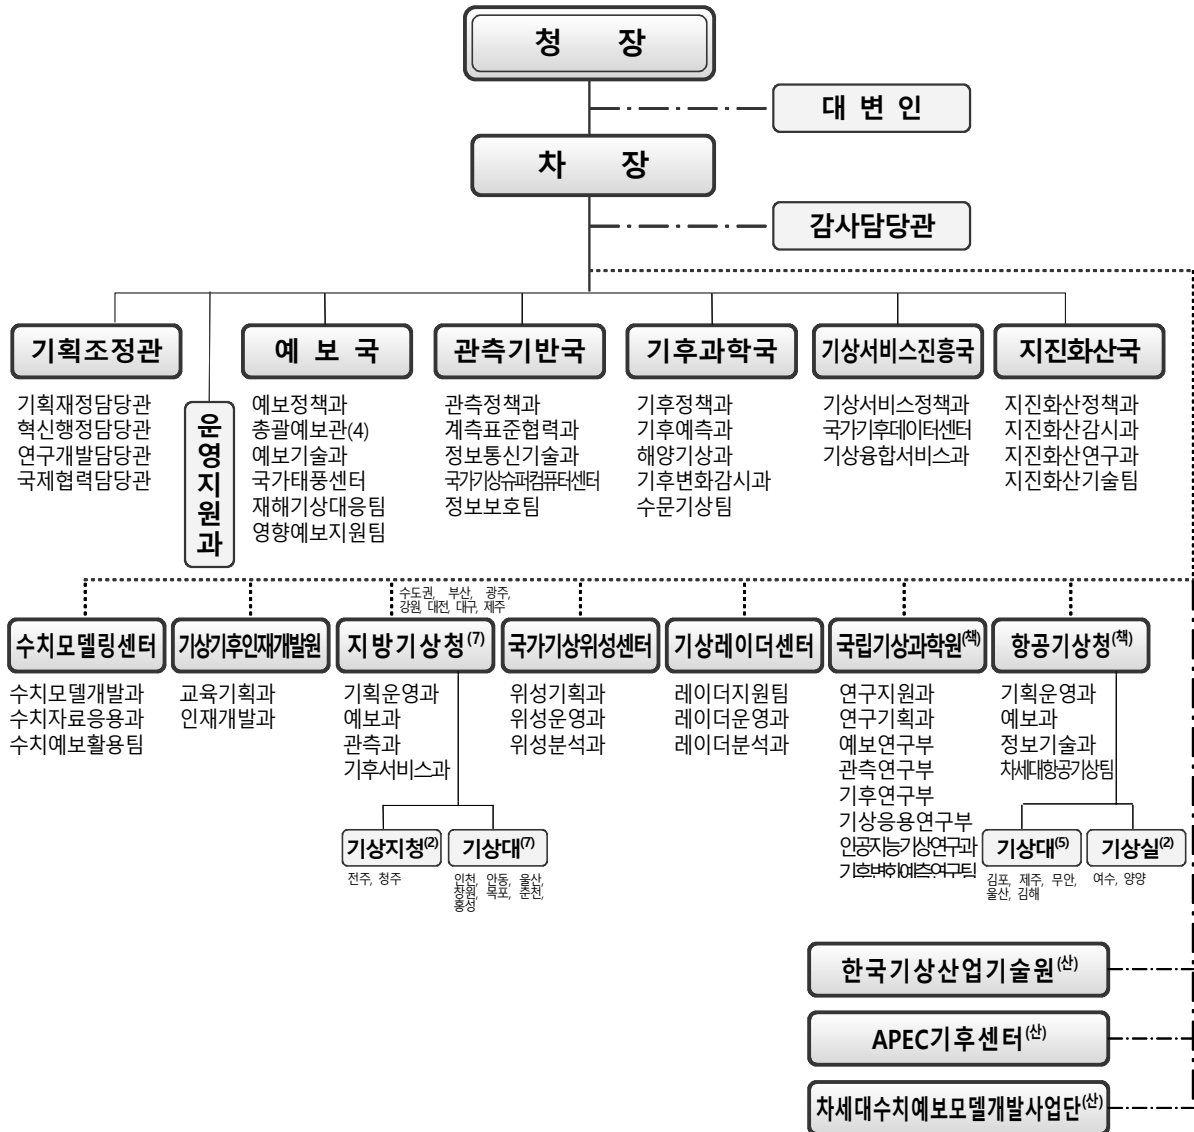 청 장
대 변 인
차 장
감사담당관
기획조정관
기획재정담당관
혁신행정담당관
연구개발담당관
국제협력담당관
운영지원과
예 보 국
예보정책과
총괄예보관(4)
예보기술과
국가태풍센터
재해기상대응팀
영향예보지원팀
관측기반국
관측정책과
계측표준협력과
정보통신기술과
국가기상슈퍼컴퓨터센터
정보보호팀
기후과학국
기후정책과
기후예측과
해양기상과
기후변화감시과
수문기상팀
기상서비스진흥국
기상서비스정책과
국가기후데이터센터
기상융합서비스과
지진화산국
지진화산정책과
지진화산감시과
지진화산연구과
지진화산기술팀
수치모델링센터
수치모델개발과
수치자료응용과
수치예보활용팀
기상기후인재개발원
교육기획과
인재개발과
수도권, 부산, 광주,
강원, 대전, 대구, 제주
지방기상청(7)
기획운영과
예보과
관측과
기후서비스과
기상지청(2)
전주, 청주
기상대(7)
인천, 안동, 울산,
창원, 목포, 춘천,
홍성
국가기상위성센터
위성기획과
위성운영과
위성분석과
기상레이더센터
레이더지원팀
레이더운영과
레이더분석과
국립기상과학원(책)
연구지원과
연구기획과
예보연구부
관측연구부
기후연구부
기상응용연구부
인공지능기상연구과
기후변화예측연구팀
항공기상청(책)
기획운영과
예보과
정보기술과
차세대항공기상팀
기상대(5)
김포, 제주, 무안,
울산, 김해
기상실(2)
여수, 양양
한국기상산업기술원(산)
APEC기후센터(산)
차세대수치예보모델개발사업단(산)